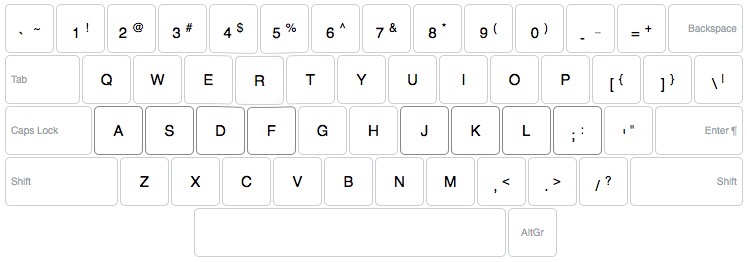 ` ~ 1 ! 2 @ 3 # 4 $ 5 % 6 ^ 7 & 8 * 9 ( 0 ) - _ = + Backspace
Tab Q W E R T Y U I O P [ { ] } \ |
Caps Lock A S D F G H J K L ; : ' " Enter ¶
Shift Z X C V B N M , < . > / ? Shift
AltGr